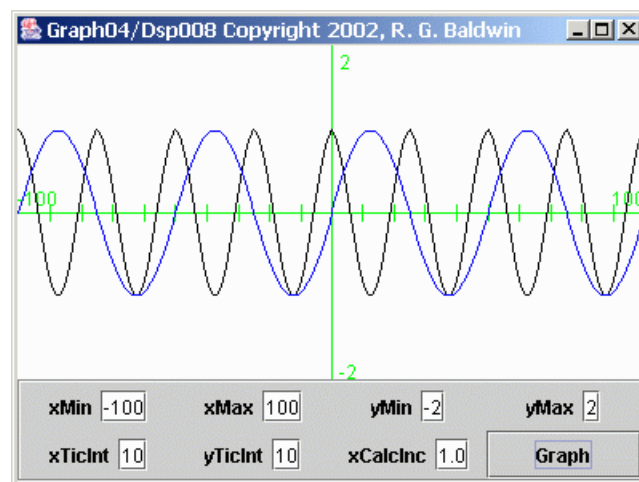 Graph04/Dsp008 Copyright 2002, R. G. Baldwin
2
-100
100
-2
xMin -100 xMax 100 yMin -2 yMax 2
xTicInt 10 yTicInt 10 xCalcInc 1.0 Graph